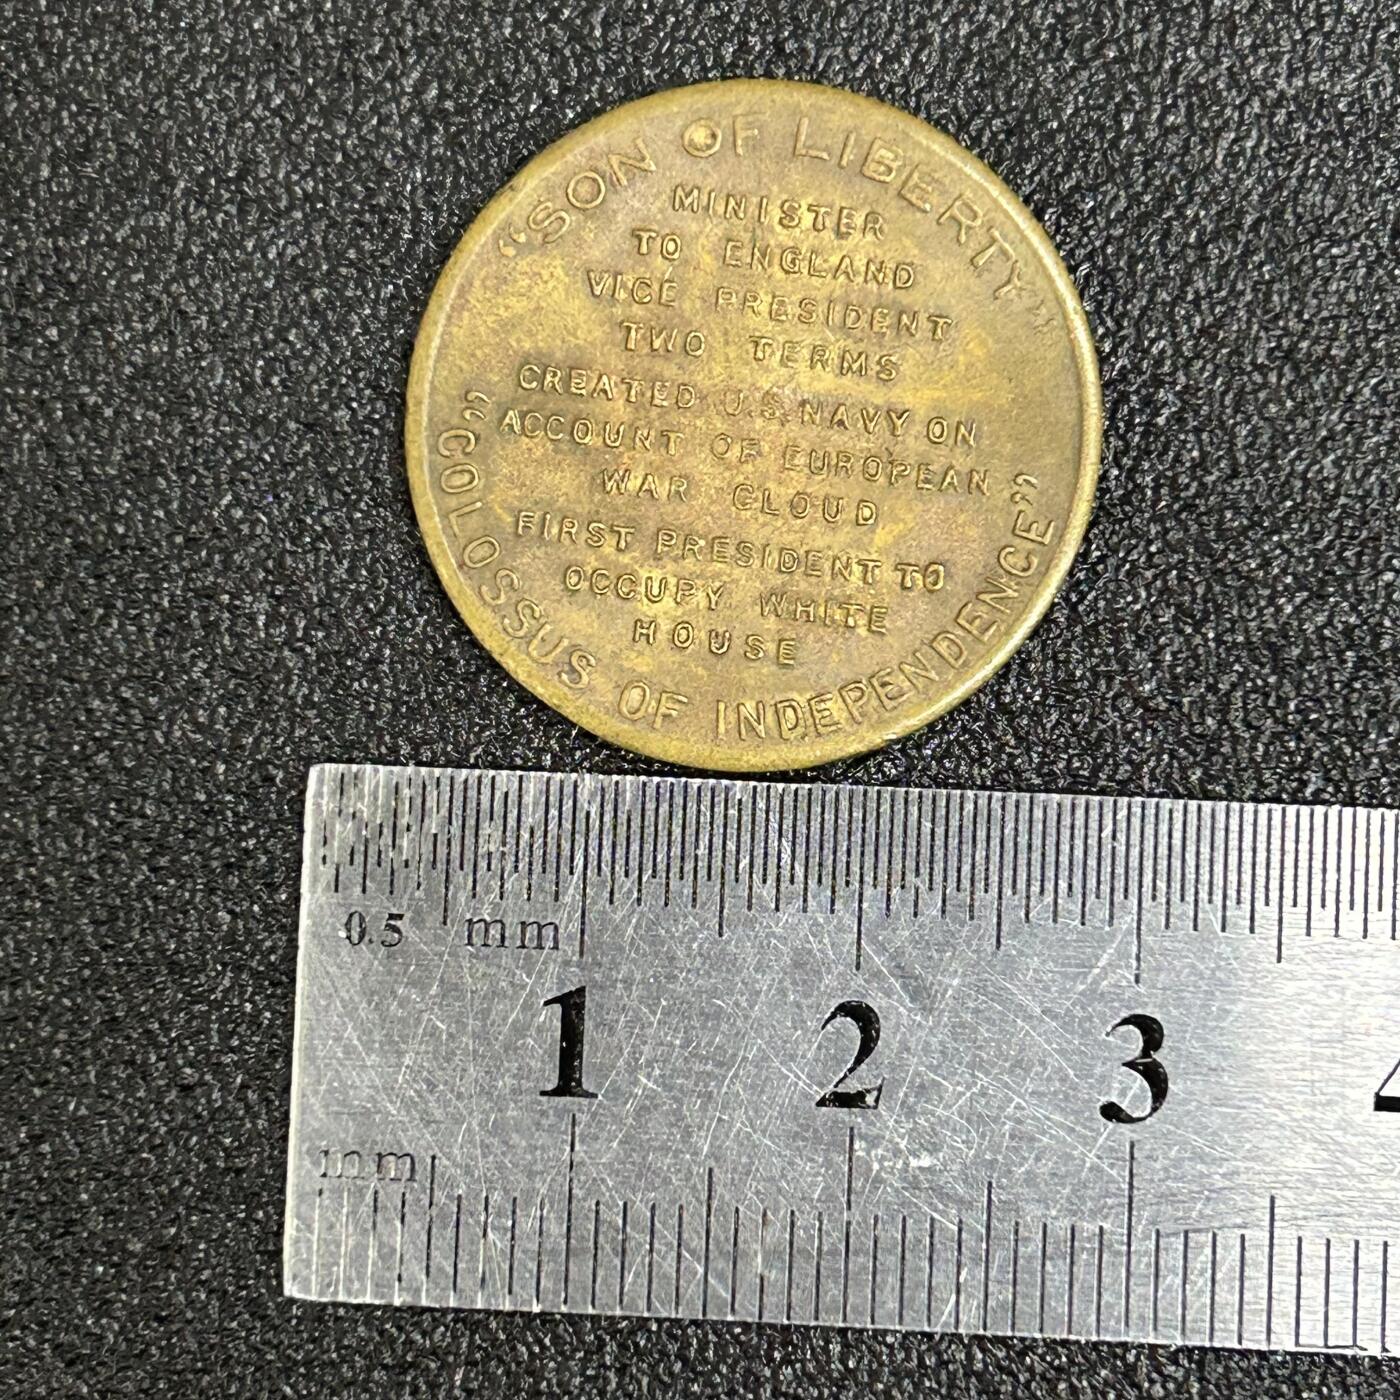 "SON OF LIBERTY"
MINISTER
TO ENGLAND
VICE PRESIDENT
TWO TERMS
CREATED U.S. NAVY ON
ACCOUNT OF EUROPEAN
WAR CLOUD
FIRST PRESIDENT TO
OCCUPY WHITE
HOUSE
"COLOSSUS OF INDEPENDENCE"
0.5 mm
1 2 3 4
mm